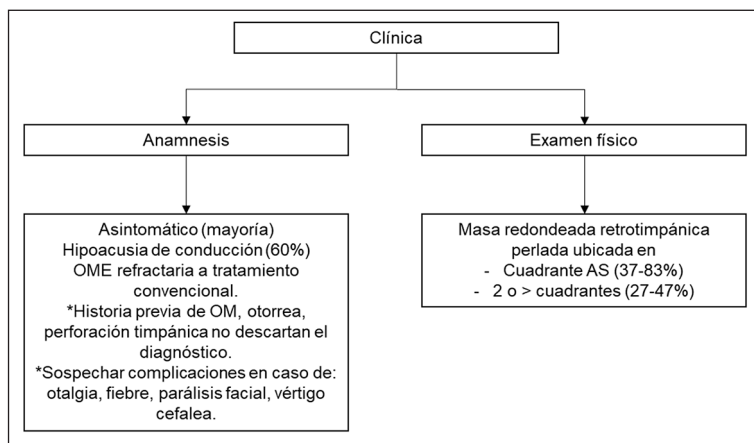 Clínica
Anamnesis
Examen físico
Asintomático (mayoría)
Hipoacusia de conducción (60%)
OME refractaria a tratamiento
convencional.
*Historia previa de OM, otorrea,
perforación timpánica no descartan el
diagnóstico.
*Sospechar complicaciones en caso de:
otalgia, fiebre, parálisis facial, vértigo
cefalea.
Masa redondeada retrotimpánica
perlada ubicada en
- Cuadrante AS (37-83%)
- 2 o > cuadrantes (27-47%)